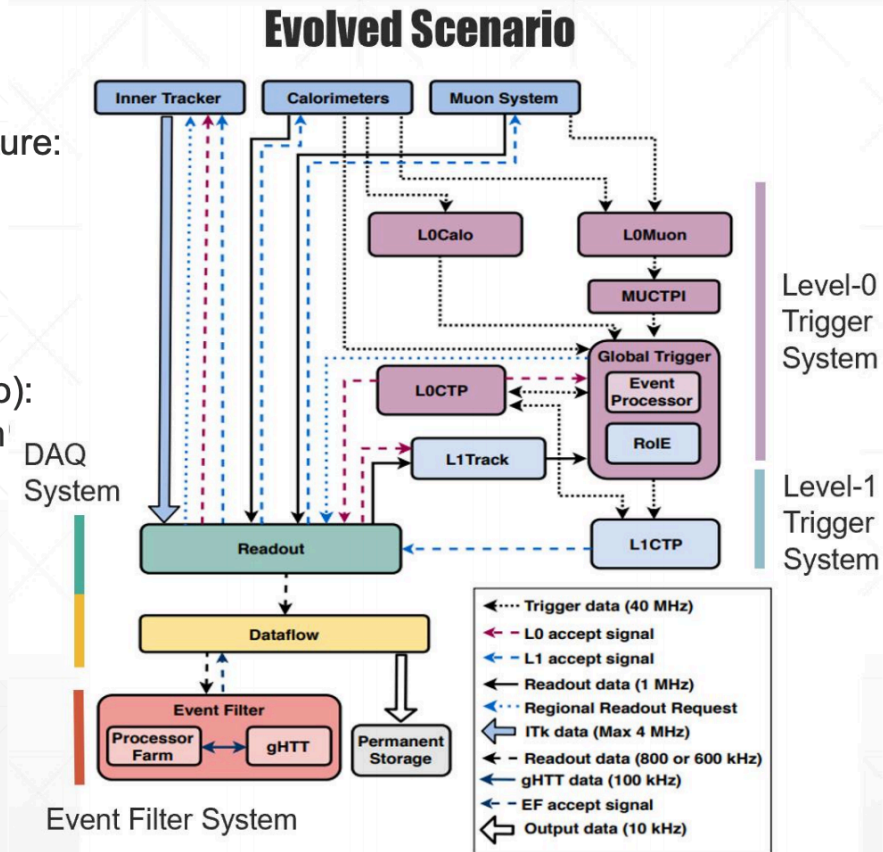 Evolved Scenario
Inner Tracker
Calorimeters
Muon System
ure:
L0Calo
L0Muon
MUCTPI
Level-0
Trigger
System
Global Trigger
Event
Processor
RoIE
L0CTP
o):
DAQ
System
L1Track
Level-1
Trigger
System
Readout
L1CTP
Dataflow
Event Filter
Processor
Farm
gHTT
Permanent
Storage
Event Filter System
Trigger data (40 MHz)
L0 accept signal
L1 accept signal
Readout data (1 MHz)
Regional Readout Request
ITk data (Max 4 MHz)
Readout data (800 or 600 kHz)
gHTT data (100 kHz)
EF accept signal
Output data (10 kHz)